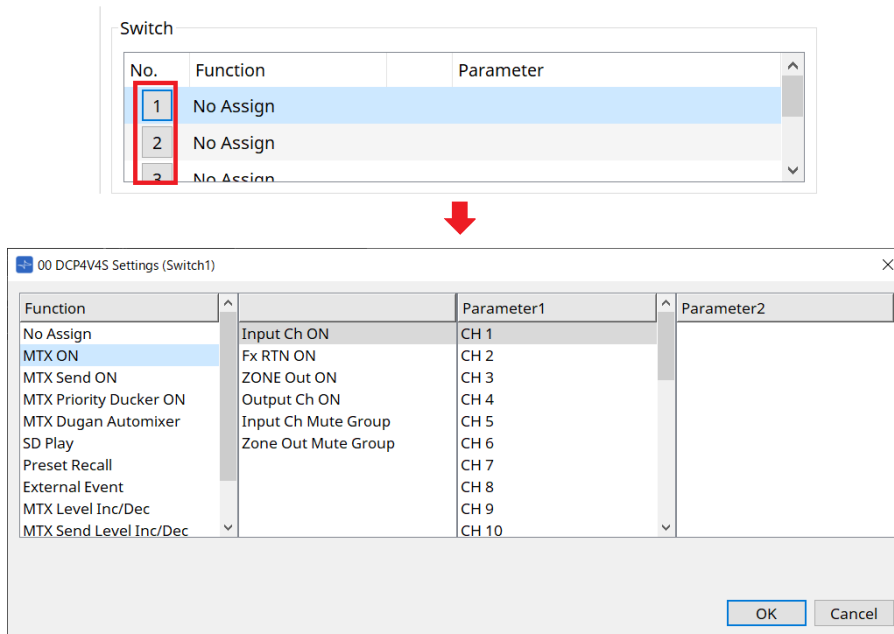 Switch
No. Function Parameter
1 No Assign
2 No Assign
3 No Assign
00 DCP4V4S Settings (Switch1)
Function Parameter1 Parameter2
No Assign Input Ch ON CH 1
MTX ON Fx RTN ON CH 2
MTX Send ON ZONE Out ON CH 3
MTX Priority Ducker ON Output Ch ON CH 4
MTX Dugan Automixer Input Ch Mute Group CH 5
SD Play Zone Out Mute Group CH 6
Preset Recall CH 7
External Event CH 8
MTX Level Inc/Dec CH 9
MTX Send Level Inc/Dec CH 10
OK Cancel